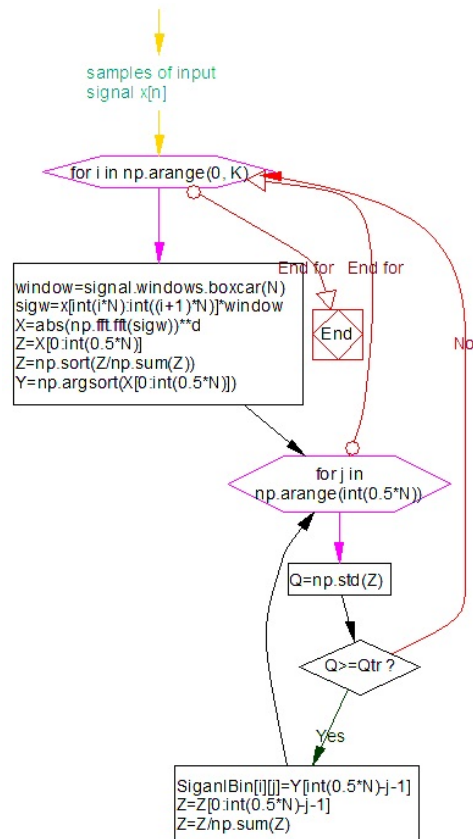 samples of input
signal x[n]
for i in np.arange(0, K)
End for
End for
window=signal.windows.boxcar(N)
sigw=x[int(i*N):int((i+1)*N)]*window
X=abs(np.fft.fft(sigw))**d
Z=X[0:int(0.5*N)]
Z=np.sort(Z/np.sum(Z))
Y=np.argsort(X[0:int(0.5*N)])
End
No
for j in
np.arange(int(0.5*N))
Q=np.std(Z)
Q>=Qtr ?
Yes
SiganlBin[i][j]=Y[int(0.5*N)-j-1]
Z=Z[0:int(0.5*N)-j-1]
Z=Z/np.sum(Z)